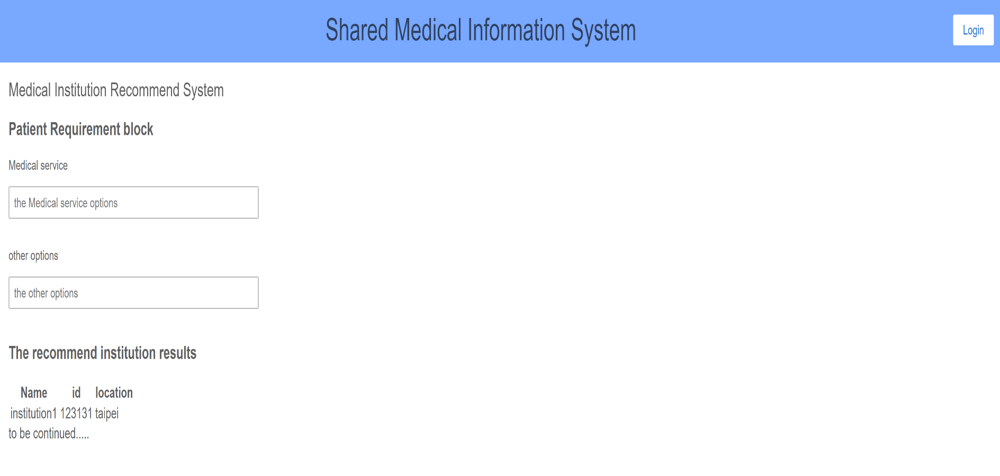 Shared Medical Information System
Login
Medical Institution Recommend System
Patient Requirement block
Medical service
the Medical service options
other options
the other options
The recommend institution results
Name id location
institution1 123131 taipei
to be continued.....